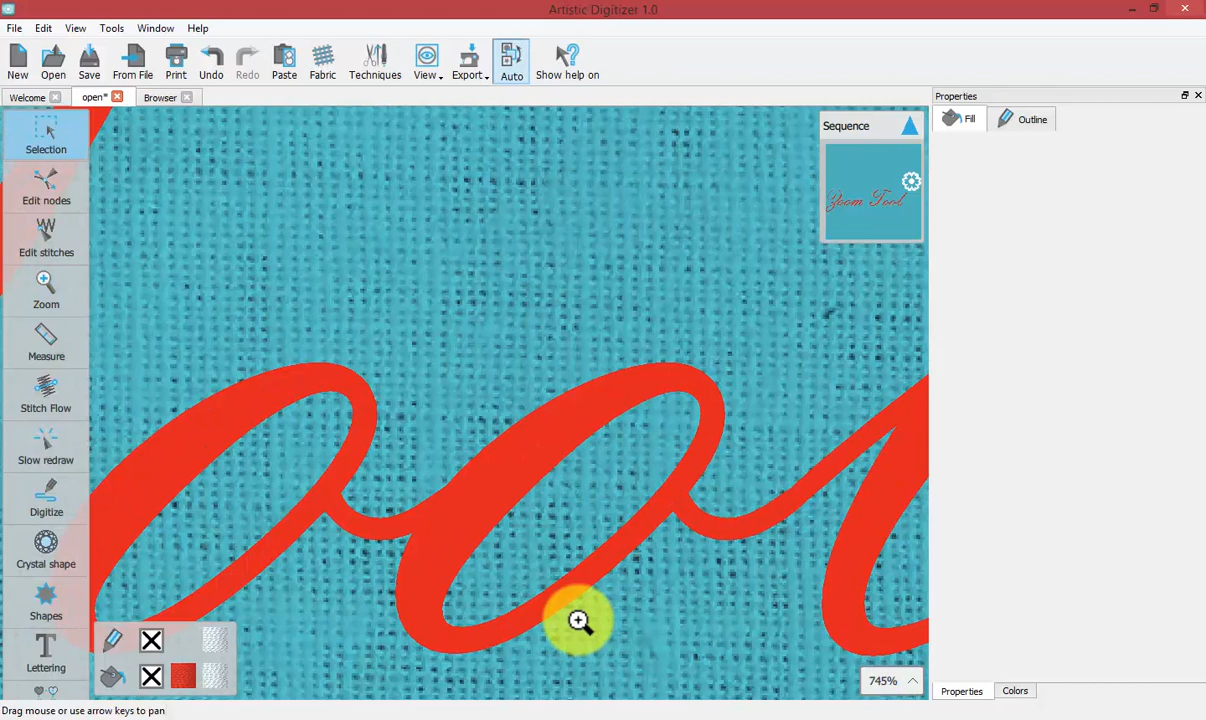 Artistic Digitizer 1.0
File Edit View Tools Window Help
New Open Save From File Print Undo Redo Paste Fabric Techniques View Export Auto Show help on
Welcome open* Browser
Properties
Fill Outline
Selection
Edit nodes
Edit stitches
Zoom
Measure
Stitch Flow
Slow redraw
Digitize
Crystal shape
Shapes
Lettering
Sequence
Zoom Tool
oo
745%
Properties Colors
Drag mouse or use arrow keys to pan